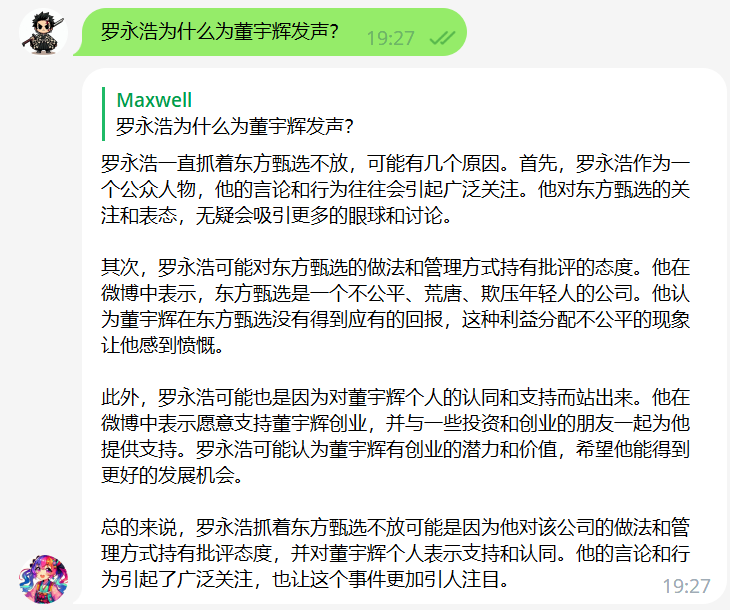 罗永浩为什么为董宇辉发声？
19:27
Maxwell
罗永浩为什么为董宇辉发声？
罗永浩一直抓着东方甄选不放，可能有几个原因。首先，罗永浩作为一
个公众人物，他的言论和行为往往会引起广泛关注。他对东方甄选的关
注和表态，无疑会吸引更多的眼球和讨论。
其次，罗永浩可能对东方甄选的做法和管理方式持有批评的态度。他在
微博中表示，东方甄选是一个不公平、荒唐、欺压年轻人的公司。他认
为董宇辉在东方甄选没有得到应有的回报，这种利益分配不公平的现象
让他感到愤慨。
此外，罗永浩可能也是因为对董宇辉个人的认同和支持而站出来。他在
微博中表示愿意支持董宇辉创业，并与一些投资和创业的朋友一起为他
提供支持。罗永浩可能认为董宇辉有创业的潜力和价值，希望他能得到
更好的发展机会。
总的来说，罗永浩抓着东方甄选不放可能是因为他对该公司的做法和管
理方式持有批评态度，并对董宇辉个人表示支持和认同。他的言论和行
为引起了广泛关注，也让这个事件更加引人注目。
19:27